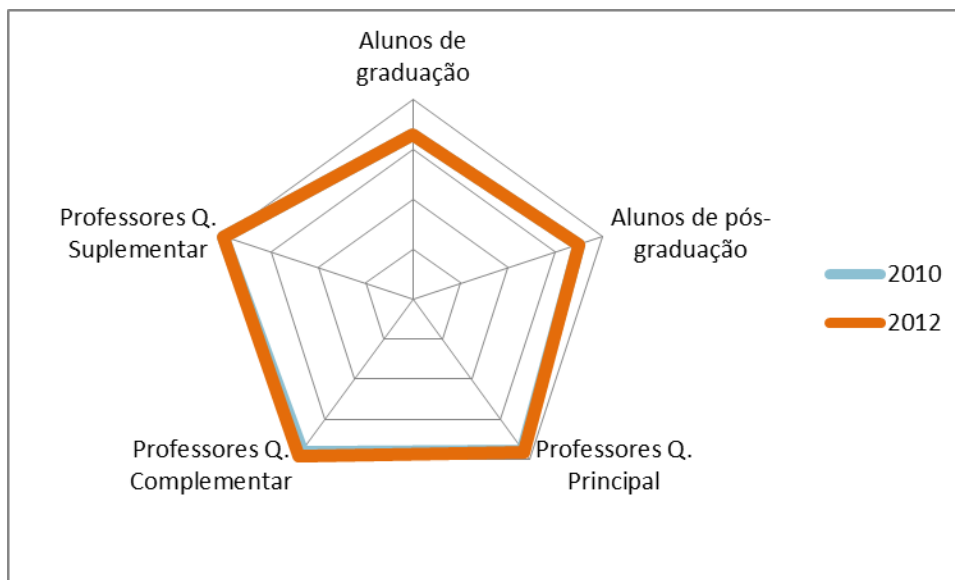 Alunos de
graduação
Alunos de pós-
graduação
Professores Q.
Principal
Professores Q.
Complementar
Professores Q.
Suplementar
2010
2012